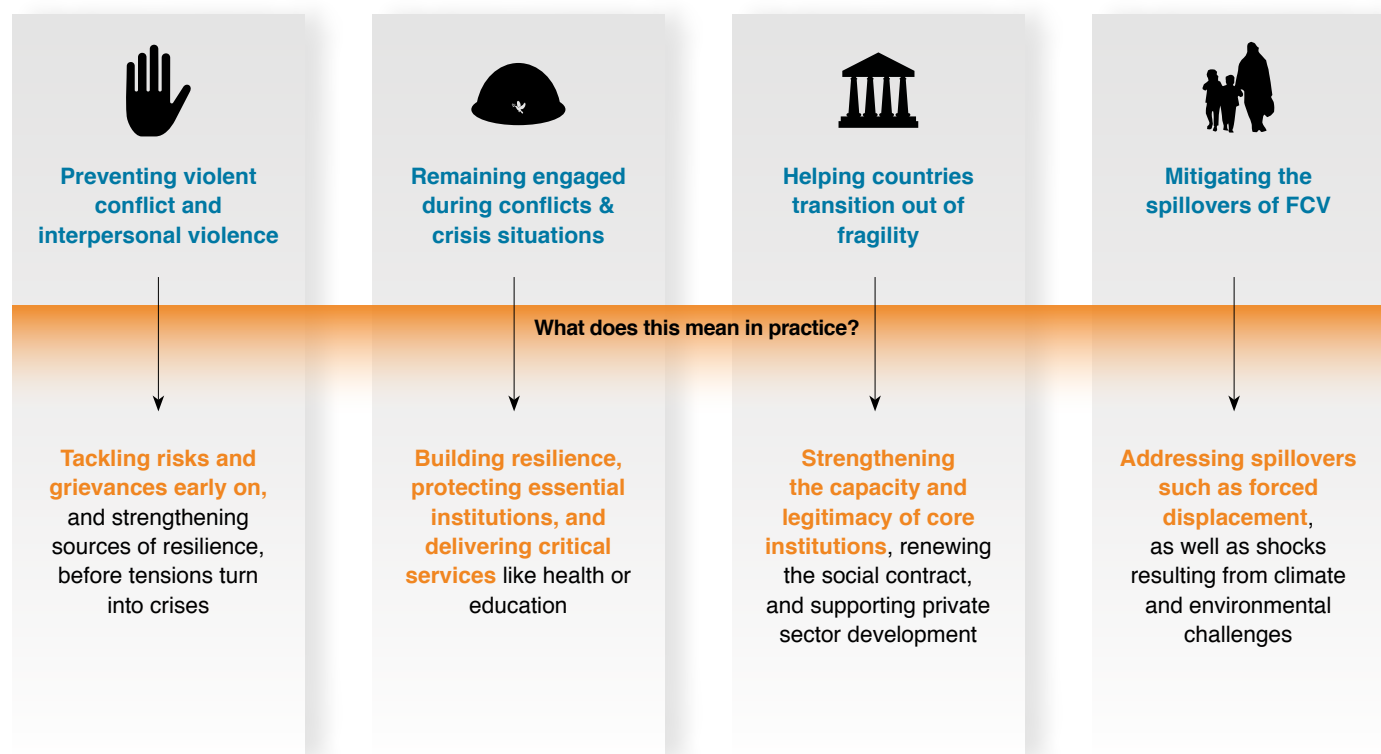 Preventing violent
conflict and
interpersonal violence
Remaining engaged
during conflicts &
crisis situations
Helping countries
transition out of
fragility
Mitigating the
spillovers of FCV
What does this mean in practice?
Tackling risks and
grievances early on,
and strengthening
sources of resilience,
before tensions turn
into crises
Building resilience,
protecting essential
institutions, and
delivering critical
services like health or
education
Strengthening
the capacity and
legitimacy of core
institutions, renewing
the social contract,
and supporting private
sector development
Addressing spillovers
such as forced
displacement,
as well as shocks
resulting from climate
and environmental
challenges